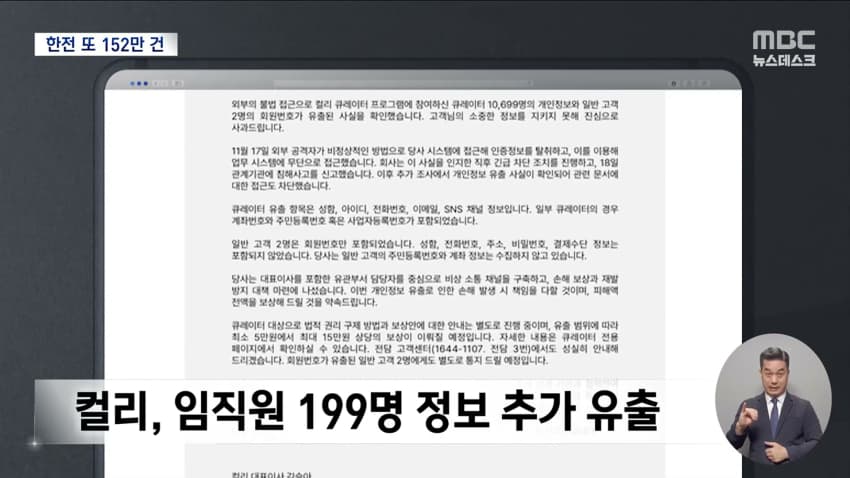 한전 또 152만 건
MBC
뉴스데스크
외부의 불법 접근으로 컬리 큐레이터 프로그램에 참여하신 큐레이터 10,699명의 개인정보와 일반 고객
2명의 회원번호가 유출된 사실을 확인했습니다. 고객님의 소중한 정보를 지키지 못해 진심으로
사과드립니다.
11월 17일 외부 공격자가 비정상적인 방법으로 당사 시스템에 접근해 인증정보를 탈취하고, 이를 이용해
업무 시스템에 무단으로 접근했습니다. 회사는 이 사실을 인지한 직후 긴급 차단 조치를 진행하고, 18일
관계기관에 침해사고를 신고했습니다. 이후 추가 조사에서 개인정보 유출 사실이 확인되어 관련 문서에
대한 접근도 차단했습니다.
큐레이터 유출 항목은 성함, 아이디, 전화번호, 이메일, SNS 채널 정보입니다. 일부 큐레이터의 경우
계좌번호와 주민등록번호 혹은 사업자등록번호가 포함되었습니다.
일반 고객 2명은 회원번호만 포함되었습니다. 성함, 전화번호, 주소, 비밀번호, 결제수단 정보는
포함되지 않았습니다. 당사는 일반 고객의 주민등록번호와 계좌 정보는 수집하지 않고 있습니다.
당사는 대표이사를 포함한 유관부서 담당자를 중심으로 비상 소통 채널을 구축하고, 손해 보상과 재발
방지 대책 마련에 나섰습니다. 이번 개인정보 유출로 인한 손해 발생 시 책임을 다할 것이며, 피해액
전액을 보상해 드릴 것을 약속드립니다.
큐레이터 대상으로 법적 권리 구제 방법과 보상안에 대한 안내는 별도로 진행 중이며, 유출 범위에 따라
최소 5만원에서 최대 15만원 상당의 보상이 이뤄질 예정입니다. 자세한 내용은 큐레이터 전용
페이지에서 확인하실 수 있습니다. 전담 고객센터(1644-1107. 전담 3번)에서도 성실히 안내해
드리겠습니다. 회원번호가 유출된 일반 고객 2명에게도 별도로 통지 드릴 예정입니다.
컬리, 임직원 199명 정보 추가 유출
컬리 대표이사 김슬아